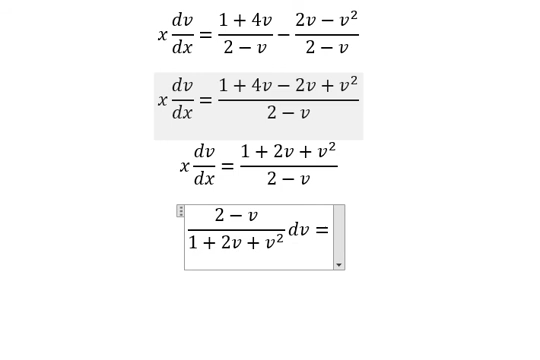 x dv/dx = (1 + 4v)/(2 − v) − (2v − v²)/(2 − v)
x dv/dx = (1 + 4v − 2v + v²)/(2 − v)
x dv/dx = (1 + 2v + v²)/(2 − v)
(2 − v)/(1 + 2v + v²) dv =